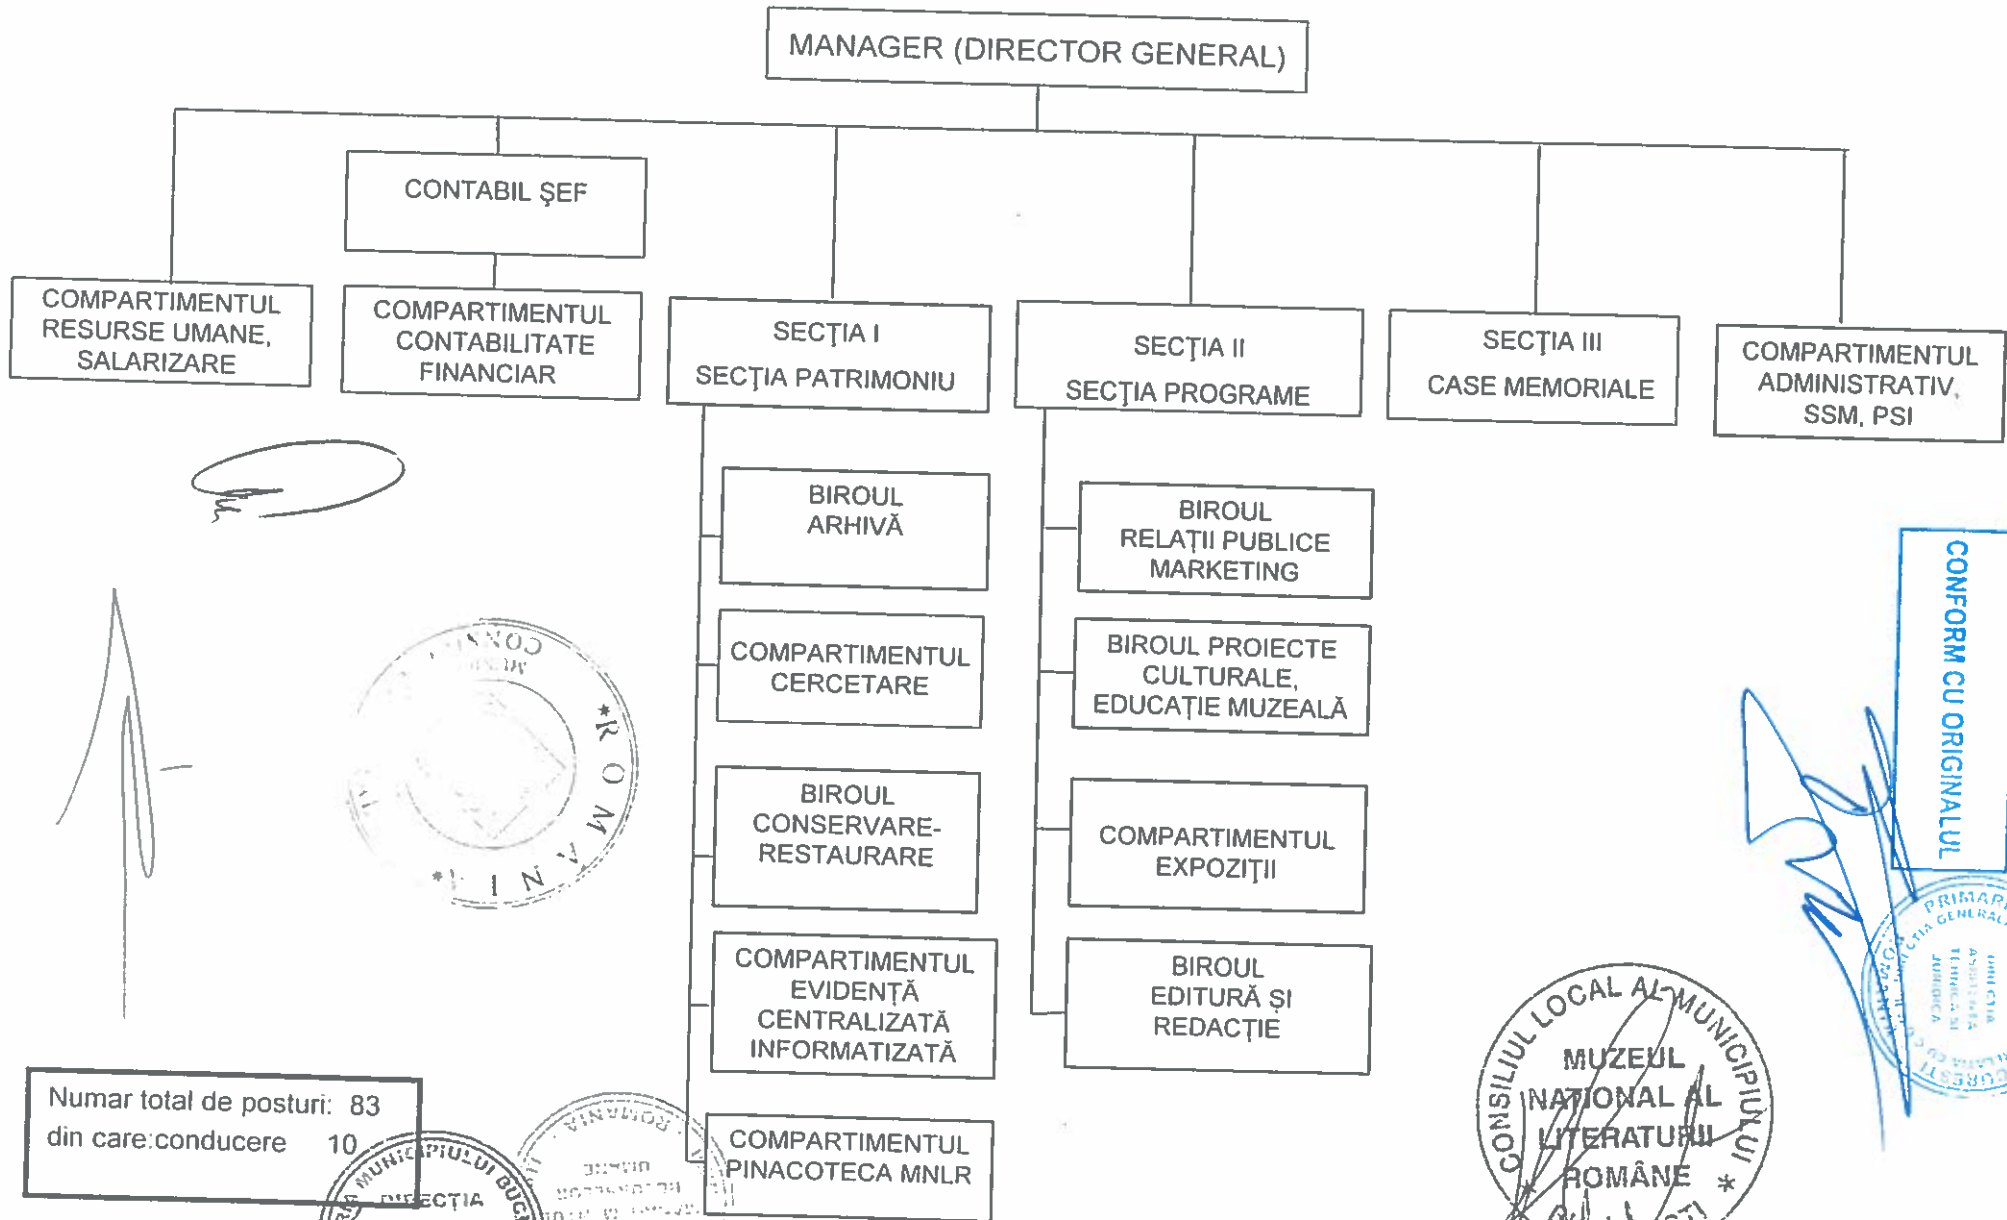 MANAGER (DIRECTOR GENERAL)
CONTABIL ŞEF
COMPARTIMENTUL
RESURSE UMANE,
SALARIZARE
COMPARTIMENTUL
CONTABILITATE
FINANCIAR
SECŢIA I
SECŢIA PATRIMONIU
SECŢIA II
SECŢIA PROGRAME
SECŢIA III
CASE MEMORIALE
COMPARTIMENTUL
ADMINISTRATIV,
SSM, PSI
BIROUL
ARHIVĂ
COMPARTIMENTUL
CERCETARE
BIROUL
CONSERVARE-
RESTAURARE
COMPARTIMENTUL
EVIDENŢĂ
CENTRALIZATĂ
INFORMATIZATĂ
COMPARTIMENTUL
PINACOTECA MNLR
BIROUL
RELAŢII PUBLICE
MARKETING
BIROUL PROIECTE
CULTURALE,
EDUCAŢIE MUZEALĂ
COMPARTIMENTUL
EXPOZIŢII
BIROUL
EDITURĂ ŞI
REDACŢIE
CONFORM CU ORIGINALUL
*ROMANIA*
Numar total de posturi: 83
din care:conducere 10
MUNICIPIULUI
DIRECŢIA
ROMANIA
CONSILIUL LOCAL AL MUNICIPIULUI
MUZEUL
NAŢIONAL AL
LITERATURII
ROMÂNE